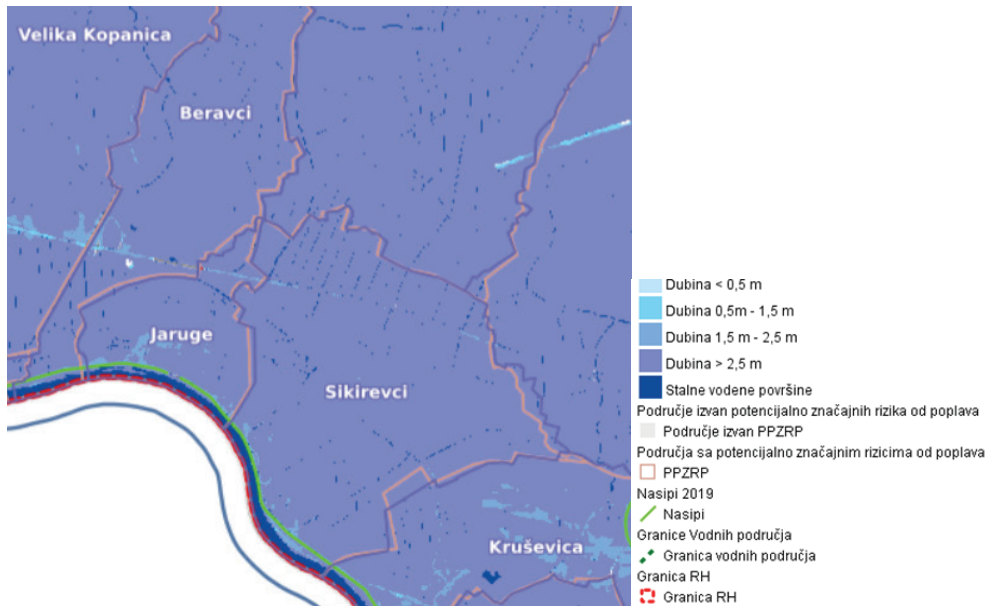 Velika Kopanica
Beravci
Jaruge
Sikirevci
Kruševica
Dubina < 0,5 m
Dubina 0,5m - 1,5 m
Dubina 1,5 m - 2,5 m
Dubina > 2,5 m
Stalne vodene površine
Područje izvan potencijalno značajnih rizika od poplava
Područje izvan PPZRP
Područja sa potencijalno značajnim rizicima od poplava
PPZRP
Nasipi 2019
Nasipi
Granice Vodnih područja
Granica vodnih područja
Granica RH
Granica RH